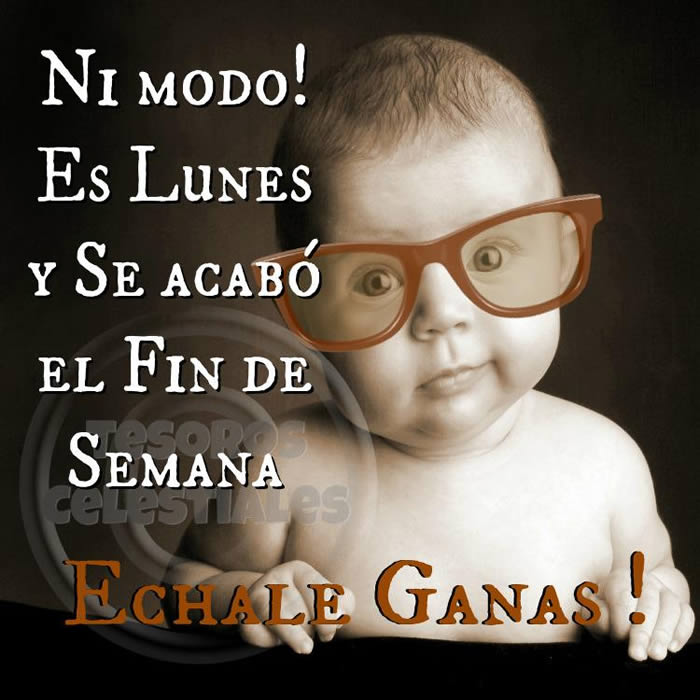 Ni modo!
Es Lunes
y Se acabó
el Fin de
Semana
Tesoros
Celestiales
Echale Ganas !